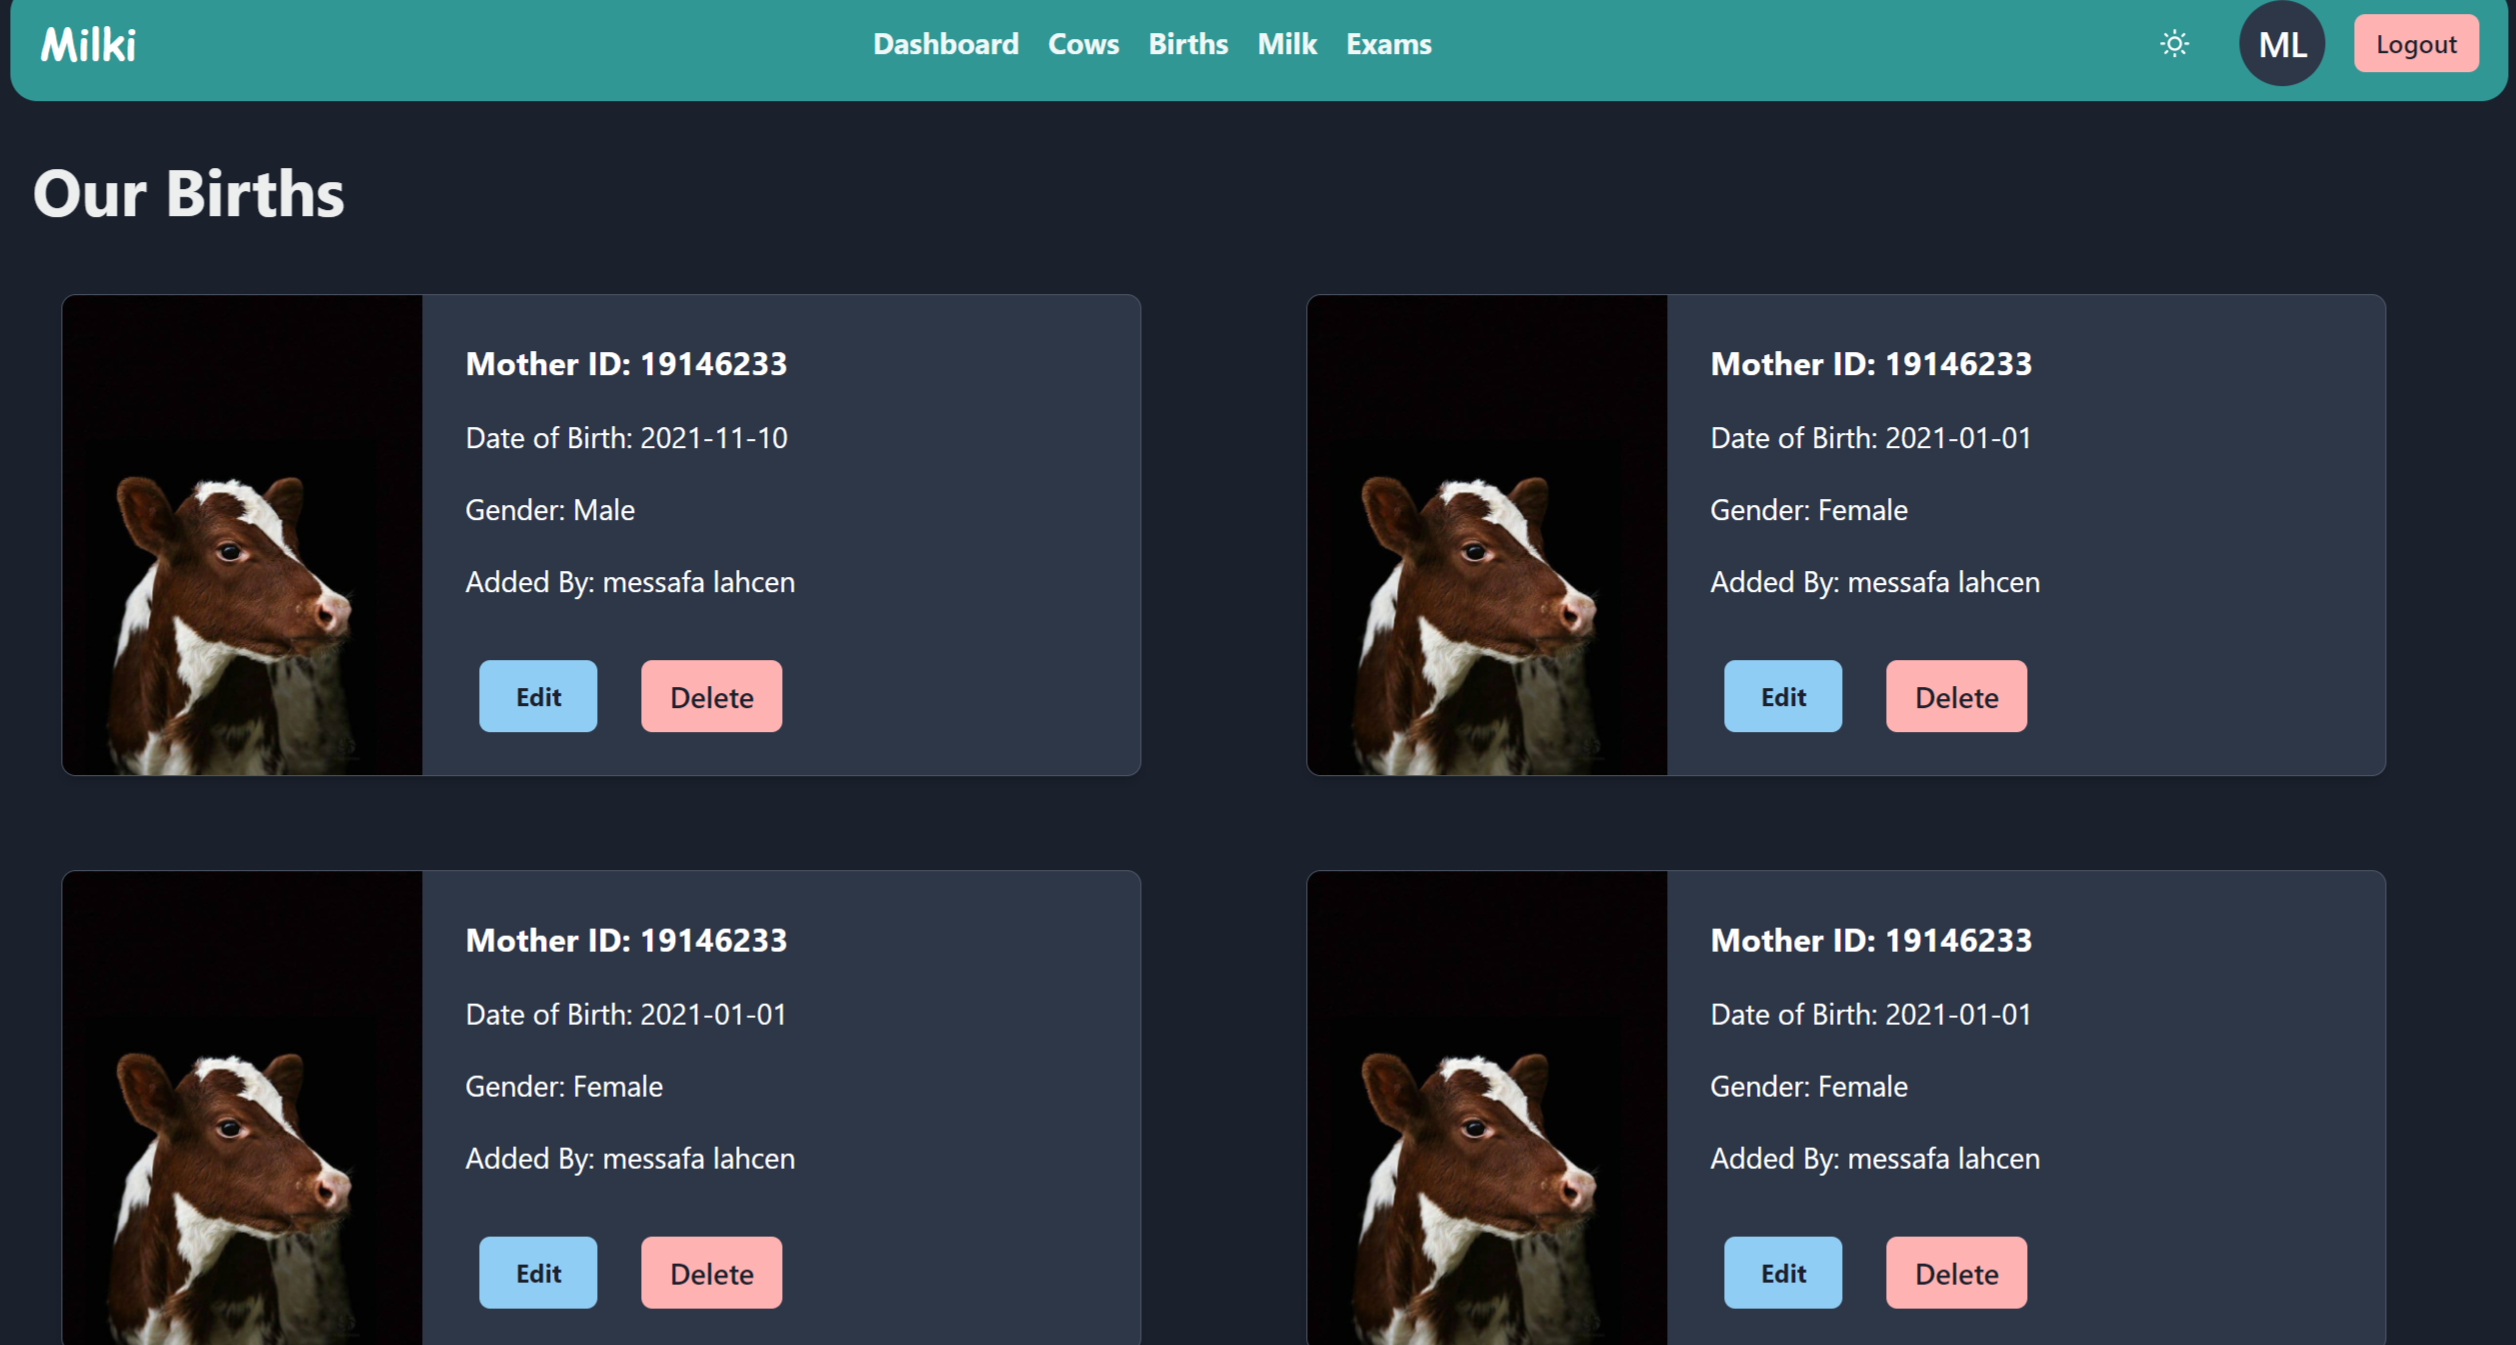 Milki
Dashboard Cows Births Milk Exams
ML
Logout
Our Births
Mother ID: 19146233
Date of Birth: 2021-11-10
Gender: Male
Added By: messafa lahcen
Edit Delete
Mother ID: 19146233
Date of Birth: 2021-01-01
Gender: Female
Added By: messafa lahcen
Edit Delete
Mother ID: 19146233
Date of Birth: 2021-01-01
Gender: Female
Added By: messafa lahcen
Edit Delete
Mother ID: 19146233
Date of Birth: 2021-01-01
Gender: Female
Added By: messafa lahcen
Edit Delete